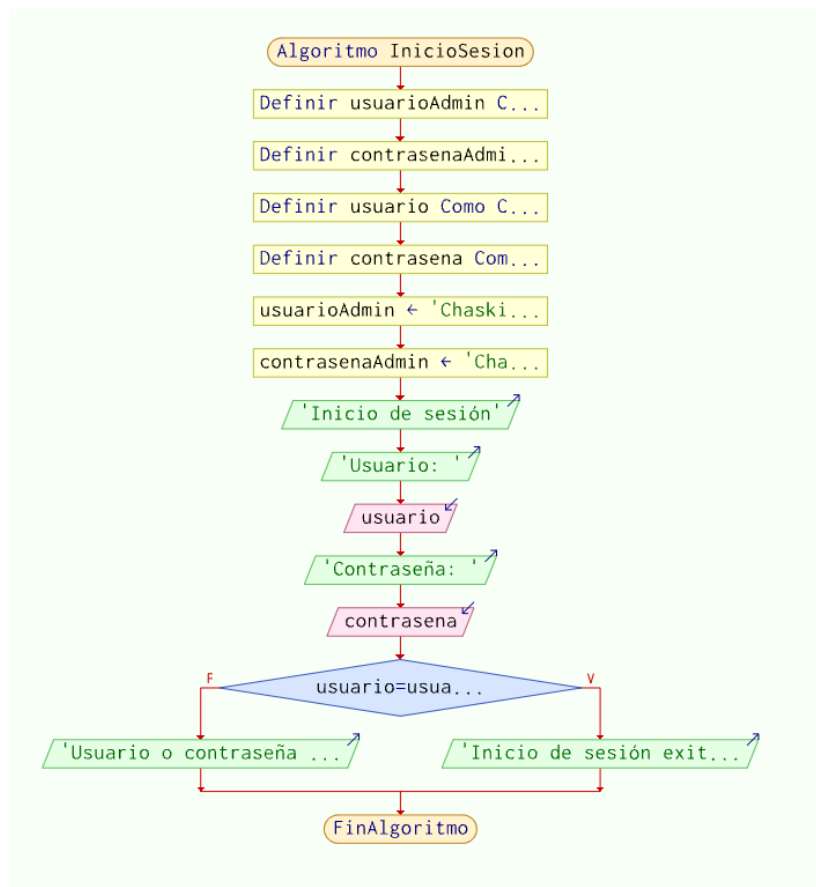 Algoritmo InicioSesion
Definir usuarioAdmin C...
Definir contrasenaAdmi...
Definir usuario Como C...
Definir contrasena Com...
usuarioAdmin ← 'Chaski...
contrasenaAdmin ← 'Cha...
'Inicio de sesión'
'Usuario: '
usuario
'Contraseña: '
contrasena
F
V
usuario=usua...
'Usuario o contraseña ...
'Inicio de sesión exit...
FinAlgoritmo